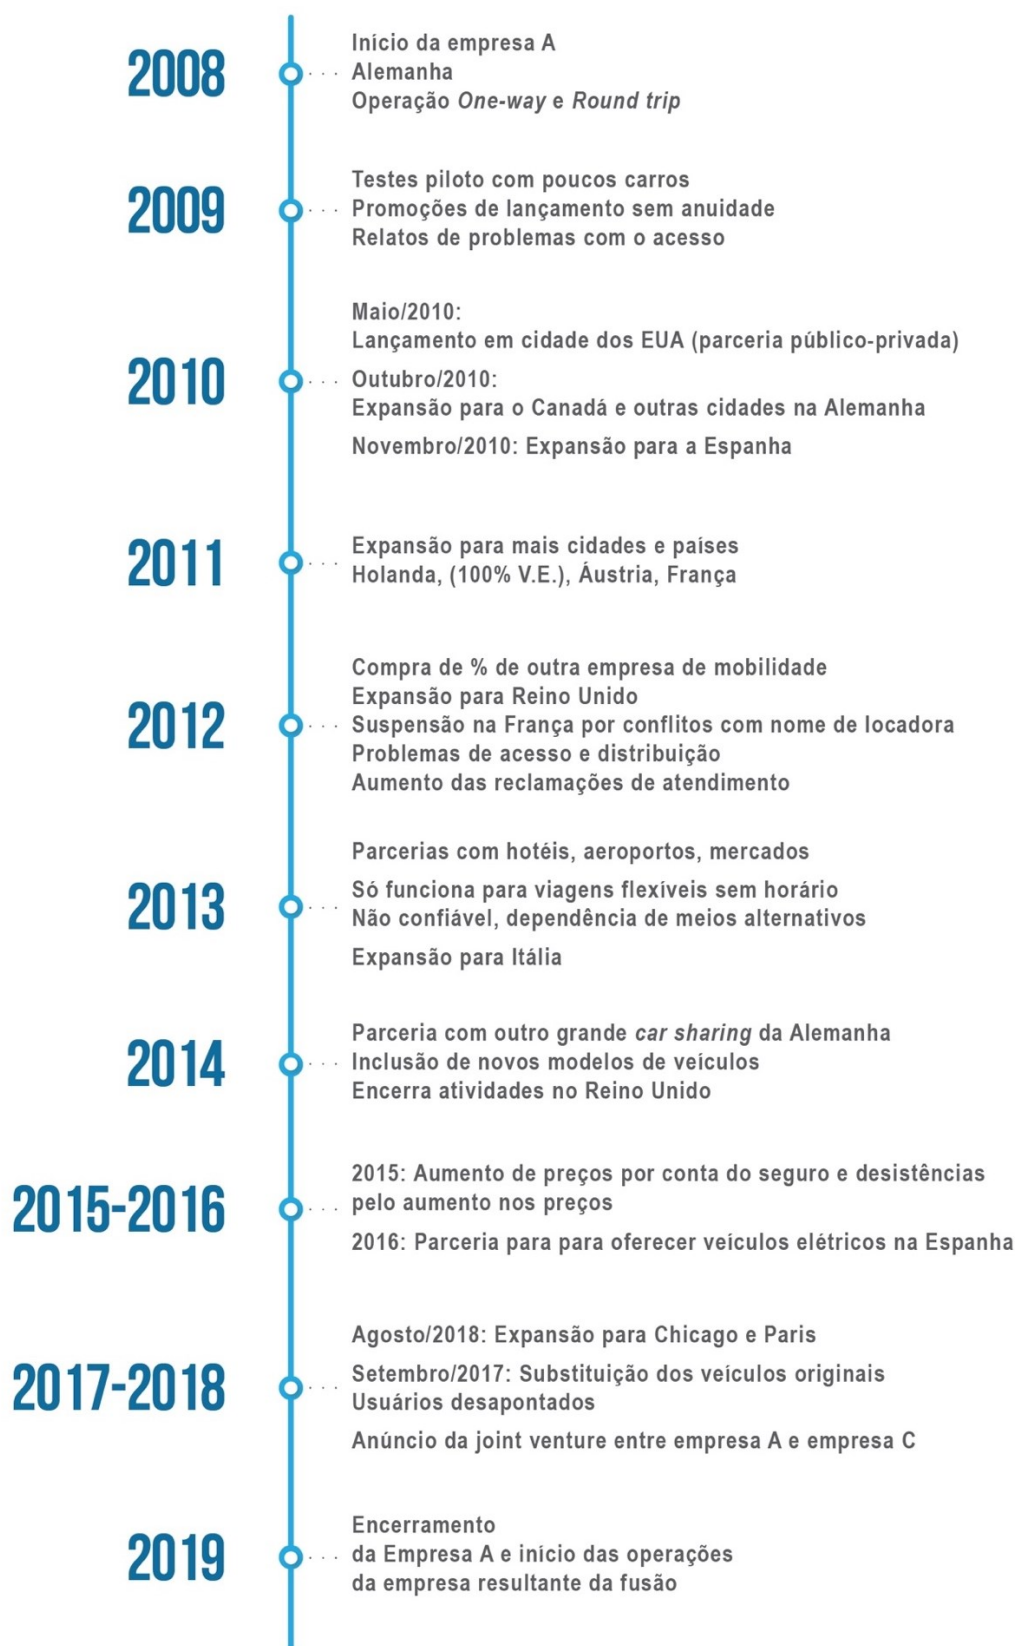 2008
Início da empresa A
Alemanha
Operação One-way e Round trip
2009
Testes piloto com poucos carros
Promoções de lançamento sem anuidade
Relatos de problemas com o acesso
2010
Maio/2010:
Lançamento em cidade dos EUA (parceria público-privada)
Outubro/2010:
Expansão para o Canadá e outras cidades na Alemanha
Novembro/2010: Expansão para a Espanha
2011
Expansão para mais cidades e países
Holanda, (100% V.E.), Áustria, França
2012
Compra de % de outra empresa de mobilidade
Expansão para Reino Unido
Suspensão na França por conflitos com nome de locadora
Problemas de acesso e distribuição
Aumento das reclamações de atendimento
2013
Parcerias com hotéis, aeroportos, mercados
Só funciona para viagens flexíveis sem horário
Não confiável, dependência de meios alternativos
Expansão para Itália
2014
Parceria com outro grande car sharing da Alemanha
Inclusão de novos modelos de veículos
Encerra atividades no Reino Unido
2015-2016
2015: Aumento de preços por conta do seguro e desistências
pelo aumento nos preços
2016: Parceria para para oferecer veículos elétricos na Espanha
2017-2018
Agosto/2018: Expansão para Chicago e Paris
Setembro/2017: Substituição dos veículos originais
Usuários desapontados
Anúncio da joint venture entre empresa A e empresa C
2019
Encerramento
da Empresa A e início das operações
da empresa resultante da fusão